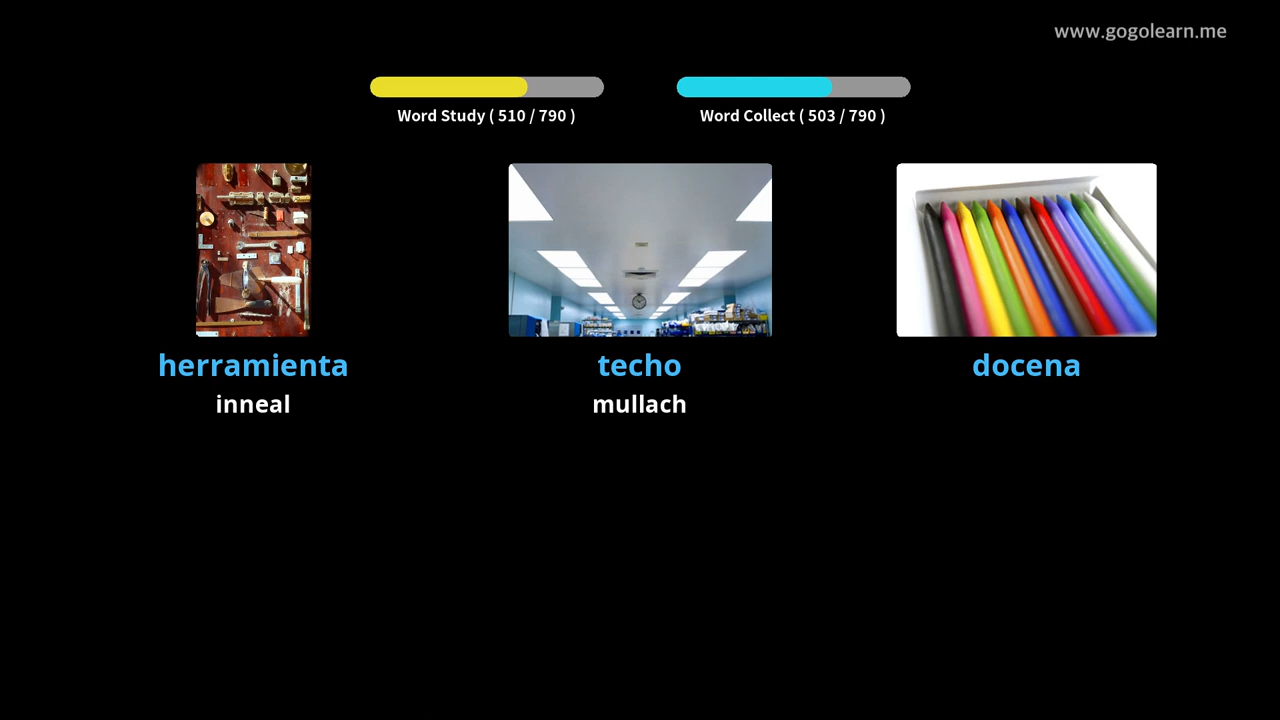 www.gogolearn.me
Word Study ( 510 / 790 )
Word Collect ( 503 / 790 )
herramienta
inneal
techo
mullach
docena